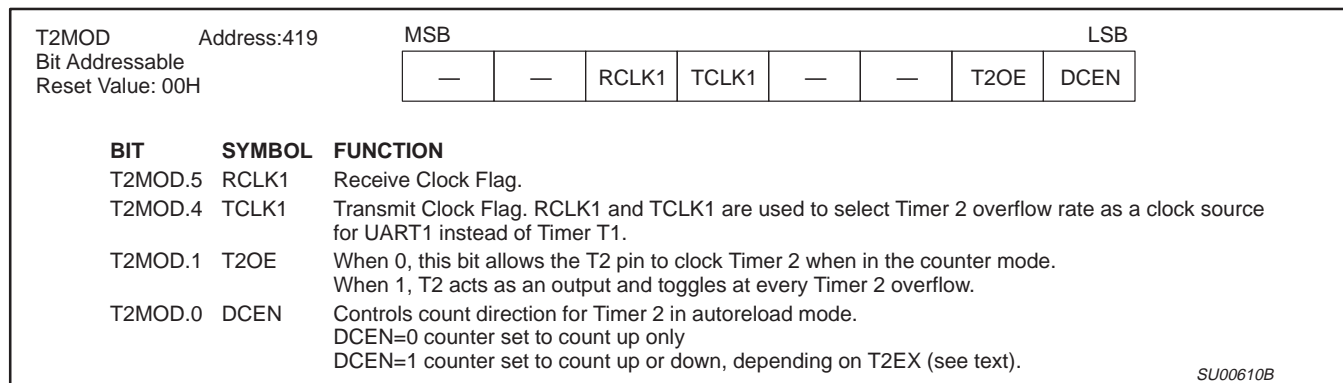 T2MOD Address:419 MSB LSB
Bit Addressable
Reset Value: 00H
— — RCLK1 TCLK1 — — T2OE DCEN
BIT SYMBOL FUNCTION
T2MOD.5 RCLK1 Receive Clock Flag.
T2MOD.4 TCLK1 Transmit Clock Flag. RCLK1 and TCLK1 are used to select Timer 2 overflow rate as a clock source
for UART1 instead of Timer T1.
T2MOD.1 T2OE When 0, this bit allows the T2 pin to clock Timer 2 when in the counter mode.
When 1, T2 acts as an output and toggles at every Timer 2 overflow.
T2MOD.0 DCEN Controls count direction for Timer 2 in autoreload mode.
DCEN=0 counter set to count up only
DCEN=1 counter set to count up or down, depending on T2EX (see text).
SU00610B